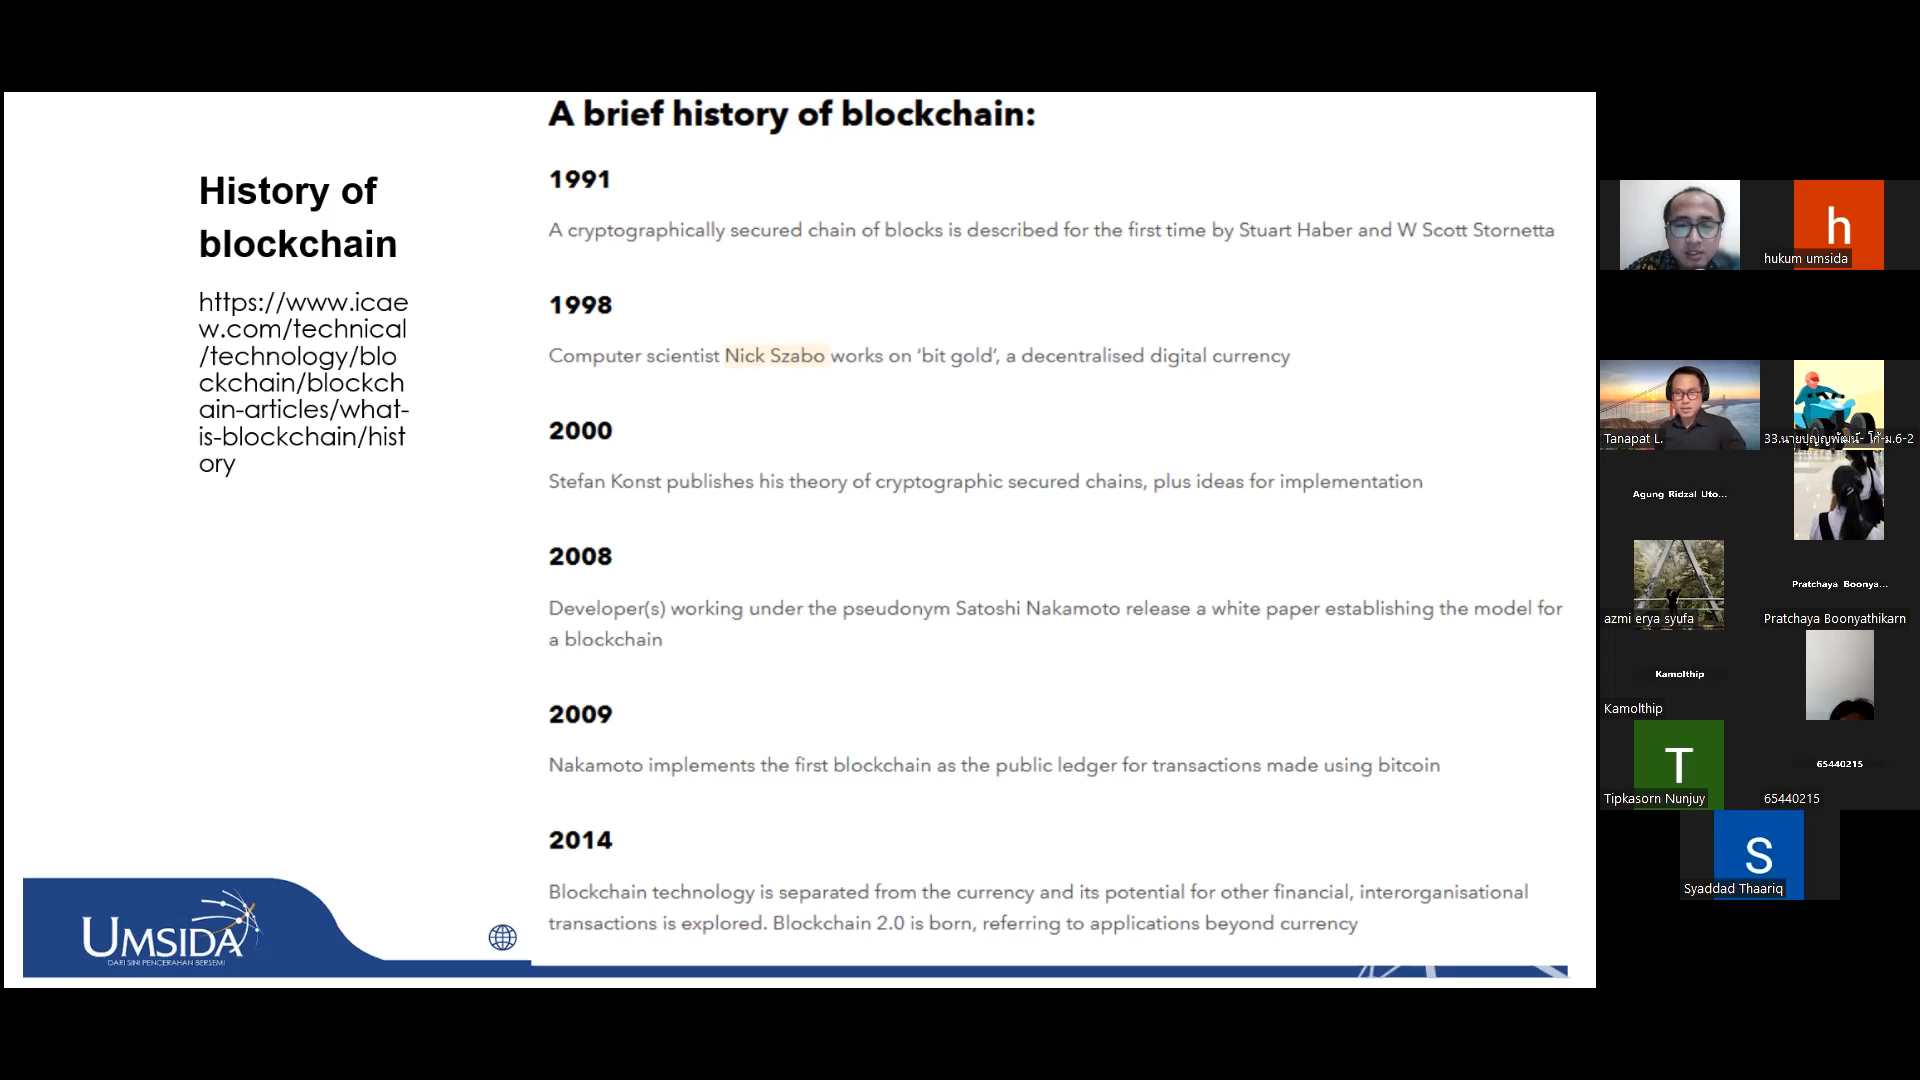 A brief history of blockchain:
History of
blockchain
https://www.icae
w.com/technical
/technology/blo
ckchain/blockch
ain-articles/what-
is-blockchain/hist
ory
1991
A cryptographically secured chain of blocks is described for the first time by Stuart Haber and W Scott Stornetta
1998
Computer scientist Nick Szabo works on ‘bit gold’, a decentralised digital currency
2000
Stefan Konst publishes his theory of cryptographic secured chains, plus ideas for implementation
2008
Developer(s) working under the pseudonym Satoshi Nakamoto release a white paper establishing the model for
a blockchain
2009
Nakamoto implements the first blockchain as the public ledger for transactions made using bitcoin
2014
Blockchain technology is separated from the currency and its potential for other financial, interorganisational
transactions is explored. Blockchain 2.0 is born, referring to applications beyond currency
UMSIDA
DARI SINI PENCERAHAN BERSEMI
h
hukum umsida
Tanapat L.
33.นายปุญญพัฒน์- โก้-ม.6-2
Agung Ridzal Uto...
azmi erya syufa
Pratchaya Boonya...
Pratchaya Boonyathikarn
Kamolthip
Kamolthip
T
Tipkasorn Nunjuy
65440215
65440215
S
Syaddad Thaariq